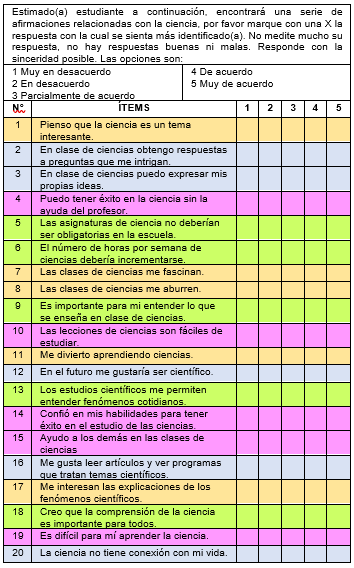 Estimado(a) estudiante a continuación, encontrará una serie de
afirmaciones relacionadas con la ciencia, por favor marque con una X la
respuesta con la cual se sienta más identificado(a). No medite mucho su
respuesta, no hay respuestas buenas ni malas. Responde con la
sinceridad posible. Las opciones son:
1 Muy en desacuerdo
2 En desacuerdo
3 Parcialmente de acuerdo
4 De acuerdo
5 Muy de acuerdo
N° ÍTEMS 1 2 3 4 5
1 Pienso que la ciencia es un tema
interesante.
2 En clase de ciencias obtengo respuestas
a preguntas que me intrigan.
3 En clase de ciencias puedo expresar mis
propias ideas.
4 Puedo tener éxito en la ciencia sin la
ayuda del profesor.
5 Las asignaturas de ciencia no deberían
ser obligatorias en la escuela.
6 El número de horas por semana de
ciencias debería incrementarse.
7 Las clases de ciencias me fascinan.
8 Las clases de ciencias me aburren.
9 Es importante para mi entender lo que
se enseña en clase de ciencias.
10 Las lecciones de ciencias son fáciles de
estudiar.
11 Me divierto aprendiendo ciencias.
12 En el futuro me gustaría ser científico.
13 Los estudios científicos me permiten
entender fenómenos cotidianos.
14 Confió en mis habilidades para tener
éxito en el estudio de las ciencias.
15 Ayudo a los demás en las clases de
ciencias
16 Me gusta leer artículos y ver programas
que tratan temas científicos.
17 Me interesan las explicaciones de los
fenómenos científicos.
18 Creo que la comprensión de la ciencia
es importante para todos.
19 Es difícil para mí aprender la ciencia.
20 La ciencia no tiene conexión con mi vida.